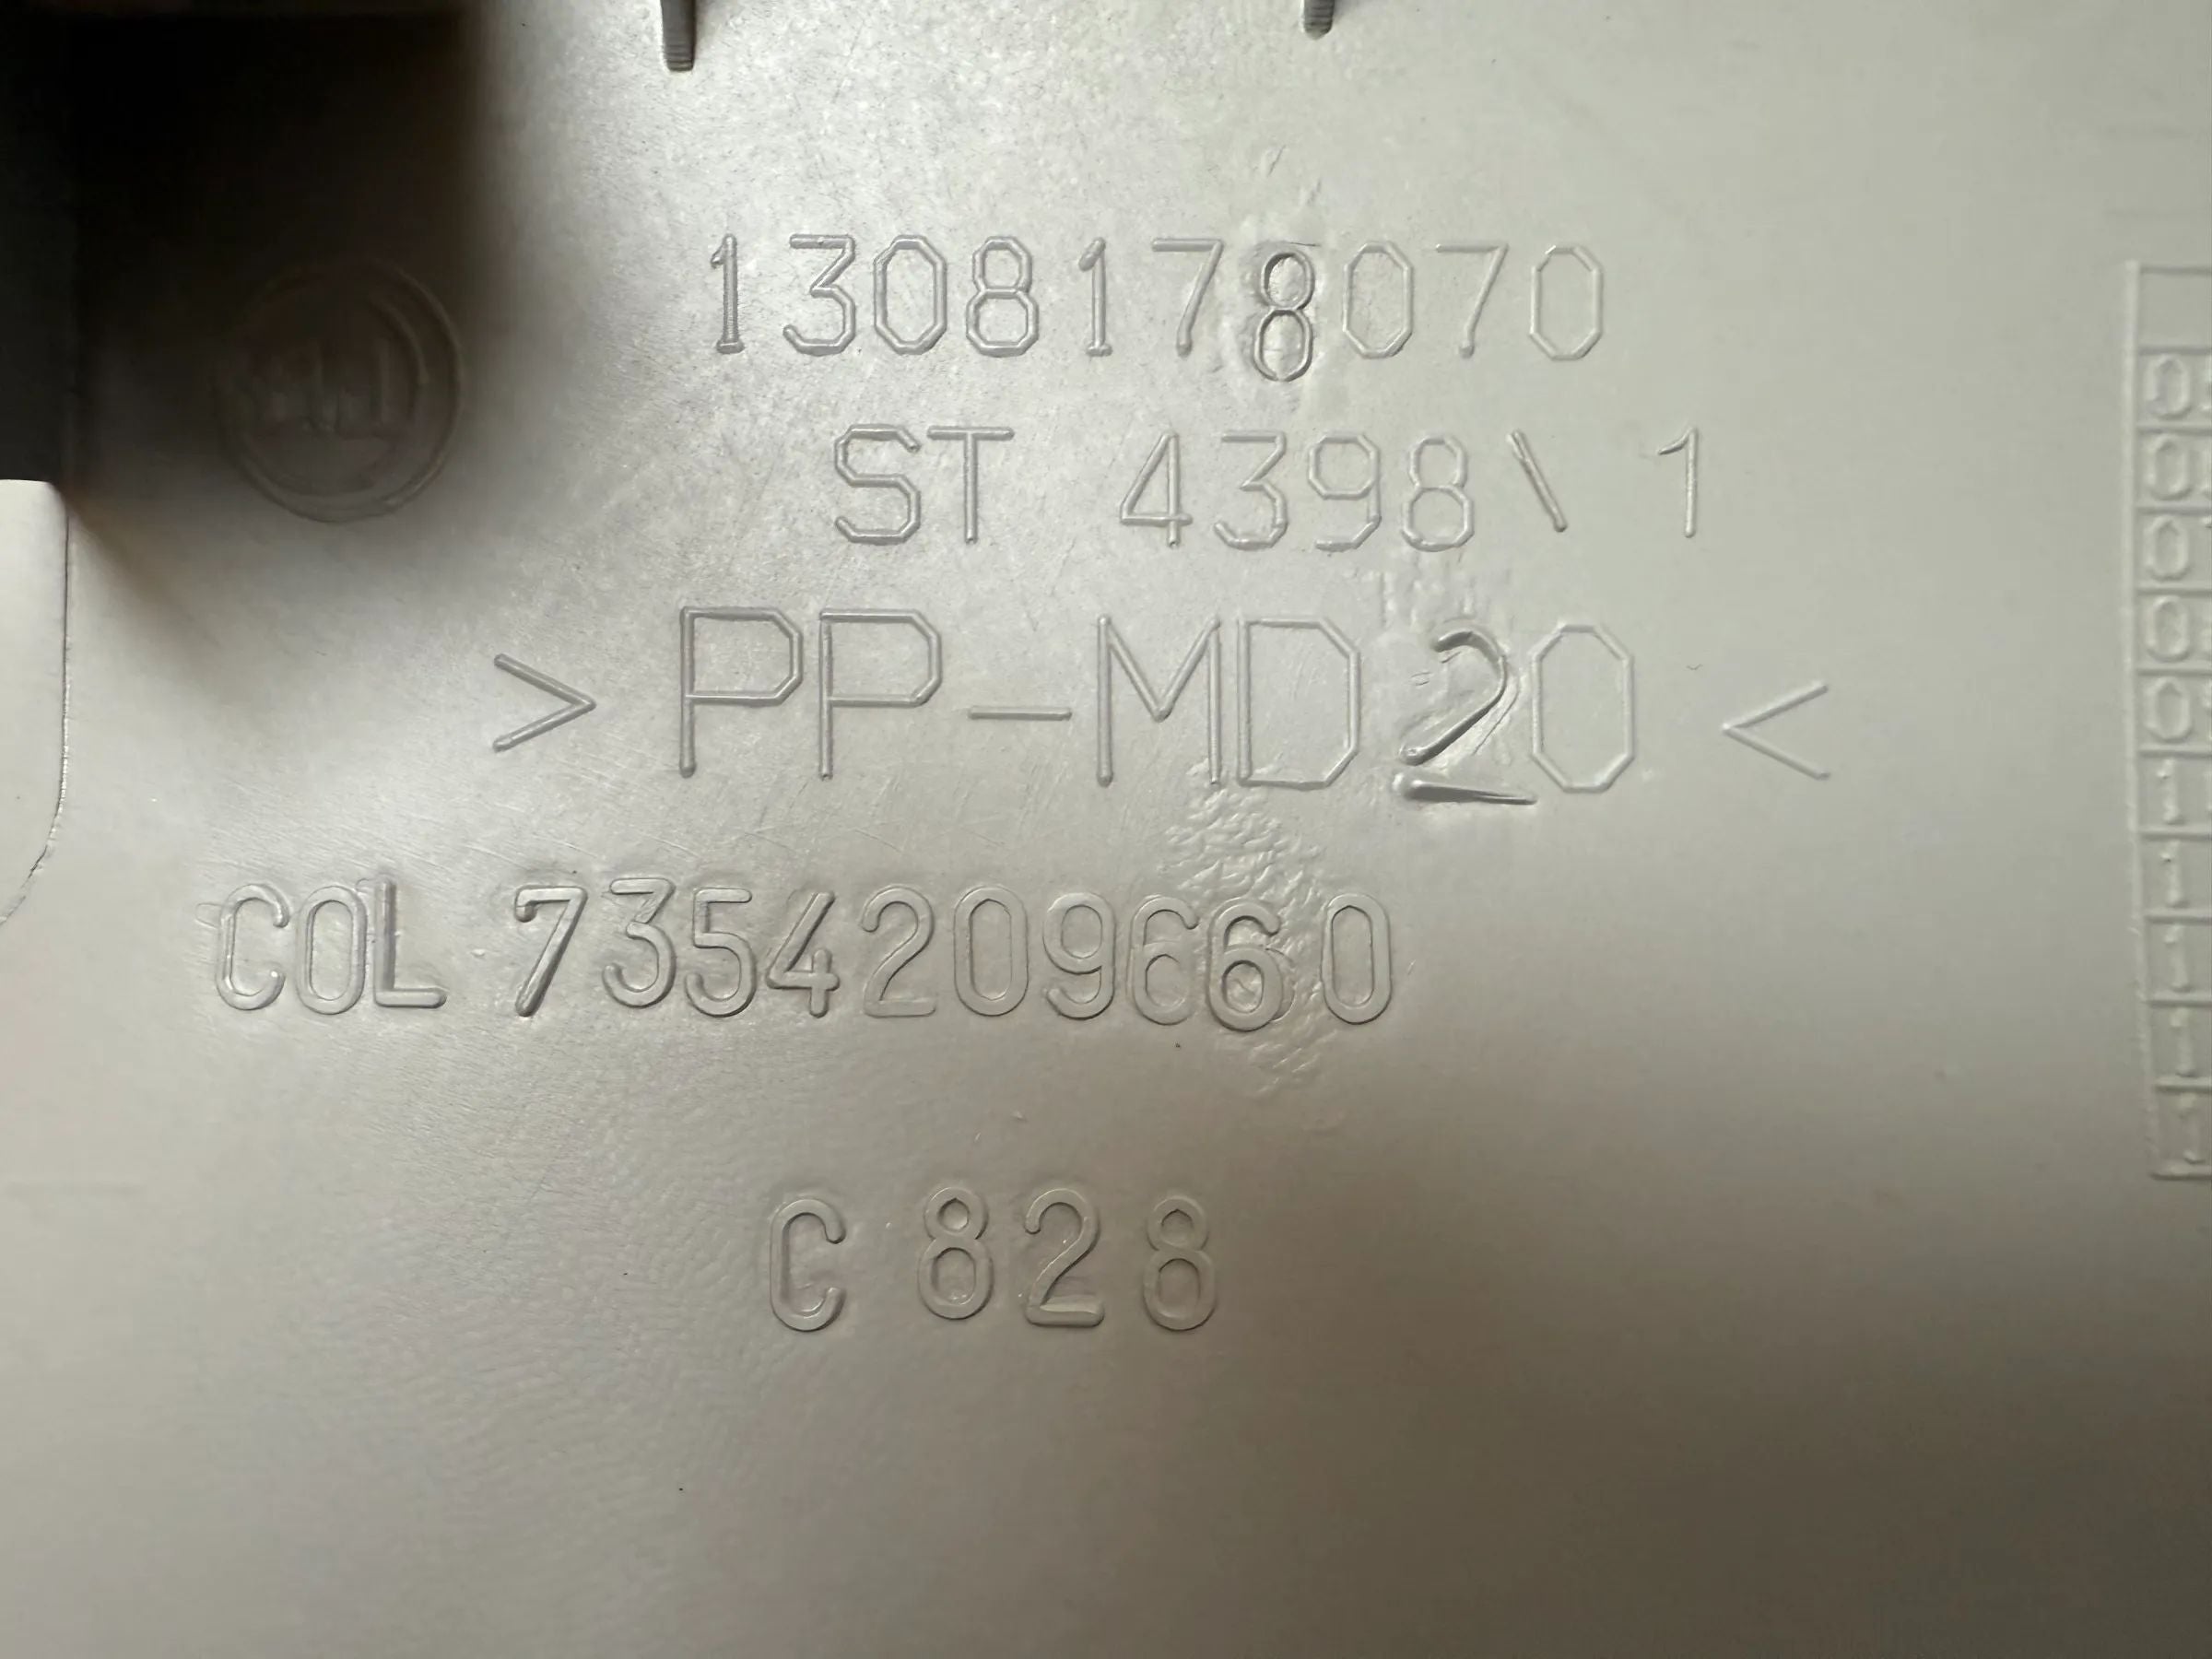 1308178070
ST 4398\ 1
> PP-MD20 <
COL 7354209660
C 828